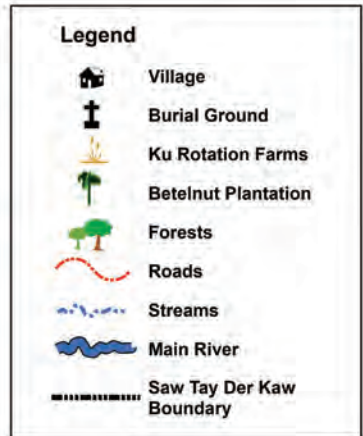 Legend
Village
Burial Ground
Ku Rotation Farms
Betelnut Plantation
Forests
Roads
Streams
Main River
Saw Tay Der Kaw
Boundary